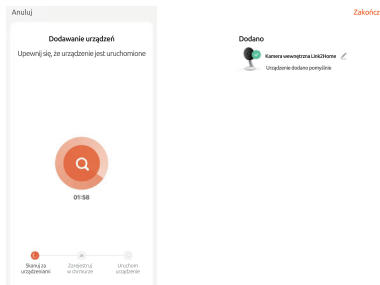 Anuluj
Dodawanie urządzeń
Upewnij się, że urządzenie jest uruchomione
01:58
Skanuj za
urządzeniami
Zarejestruj
w chmurze
Uruchom
urządzenie
Zakończ
Dodano
Kamera wewnętrzna Link2Home
Urządzenie dodano pomyślnie